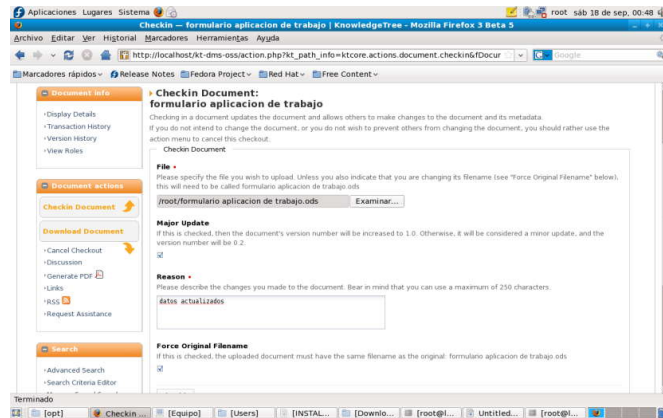 Aplicaciones Lugares Sistema
root sáb 18 de sep, 00:48
Checkin — formulario aplicacion de trabajo | KnowledgeTree - Mozilla Firefox 3 Beta 5
Archivo Editar Ver Historial Marcadores Herramientas Ayuda
http://localhost/kt-dms-oss/action.php?kt_path_info=ktcore.actions.document.checkin&fDocur
Google
Marcadores rápidos Release Notes Fedora Project Red Hat Free Content
Document info
Display Details
Transaction History
Version History
View Roles
Document actions
Checkin Document
Download Document
Cancel Checkout
Discussion
Generate PDF
Links
RSS
Request Assistance
Search
Advanced Search
Search Criteria Editor
Checkin Document:
formulario aplicacion de trabajo
Checking in a document updates the document and allows others to make changes to the document and its metadata.
If you do not intend to change the document, or you do not wish to prevent others from changing the document, you should rather use the
action menu to cancel this checkout.
Checkin Document
File •
Please specify the file you wish to upload. Unless you also indicate that you are changing its filename (see "Force Original Filename" below),
this will need to be called formulario aplicacion de trabajo ods
/root/formulario aplicacion de trabajo.ods Examinar...
Major Update
If this is checked, then the document's version number will be increased to 1.0. Otherwise, it will be considered a minor update, and the
version number will be 0.2.
Reason •
Please describe the changes you made to the document. Bear in mind that you can use a maximum of 250 characters.
datos actualizados
Force Original Filename
If this is checked, the uploaded document must have the same filename as the original: formulario aplicacion de trabajo ods
Terminado
[opt] Checkin ... [Equipo] [Users] [INSTAL... [Downlo... [root@l... Untitled... [root@l...